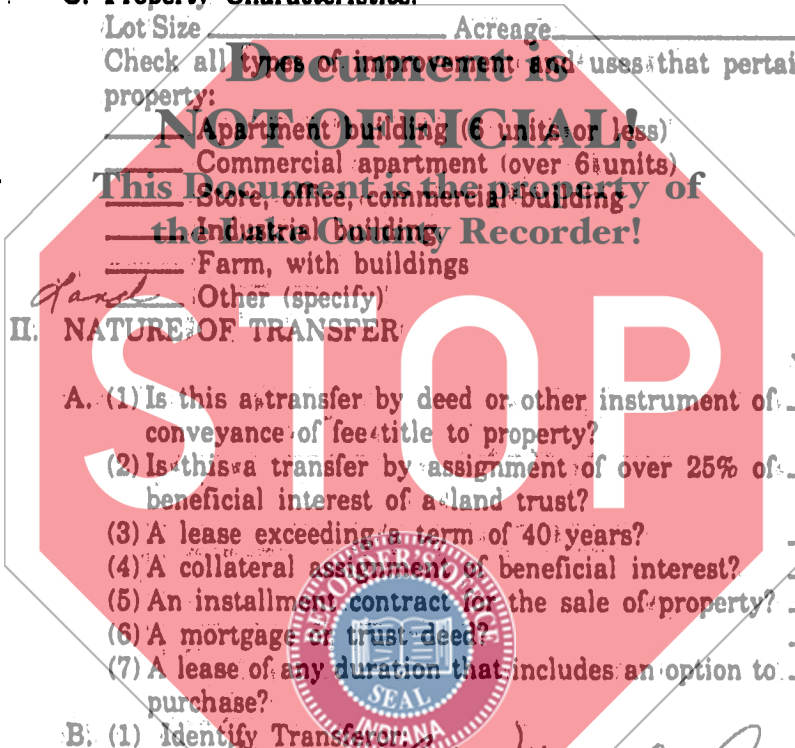 C. Property Characteristics:
Lot Size Acreage
Check all types of improvement and uses that pertai
property:
Apartment building (6 units or less)
Commercial apartment (over 6 units)
Store, office, commercial building
Industrial building
Farm, with buildings
Land Other (specify)
II. NATURE OF TRANSFER
A. (1) Is this a transfer by deed or other instrument of
conveyance of fee title to property?
(2) Is this a transfer by assignment of over 25% of
beneficial interest of a land trust?
(3) A lease exceeding a term of 40 years?
(4) A collateral assignment of beneficial interest?
(5) An installment contract for the sale of property?
(6) A mortgage or trust deed?
(7) A lease of any duration that includes an option to
purchase?
B. (1) Identify Transferor:
Document is
NOT OFFICIAL!
This Document is the property of
the Lake County Recorder!
STOP
RECORDER'S OFFICE
SEAL
INDIANA